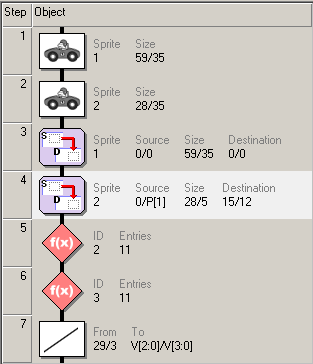 Step Object
1
Sprite Size
1 59/35
2
Sprite Size
2 28/35
3
S
D
Sprite Source Size Destination
1 0/0 59/35 0/0
4
S
D
Sprite Source Size Destination
2 0/P[1] 28/5 15/12
5
f(x)
ID Entries
2 11
6
f(x)
ID Entries
3 11
7
From To
29/3 V[2:0]/V[3:0]